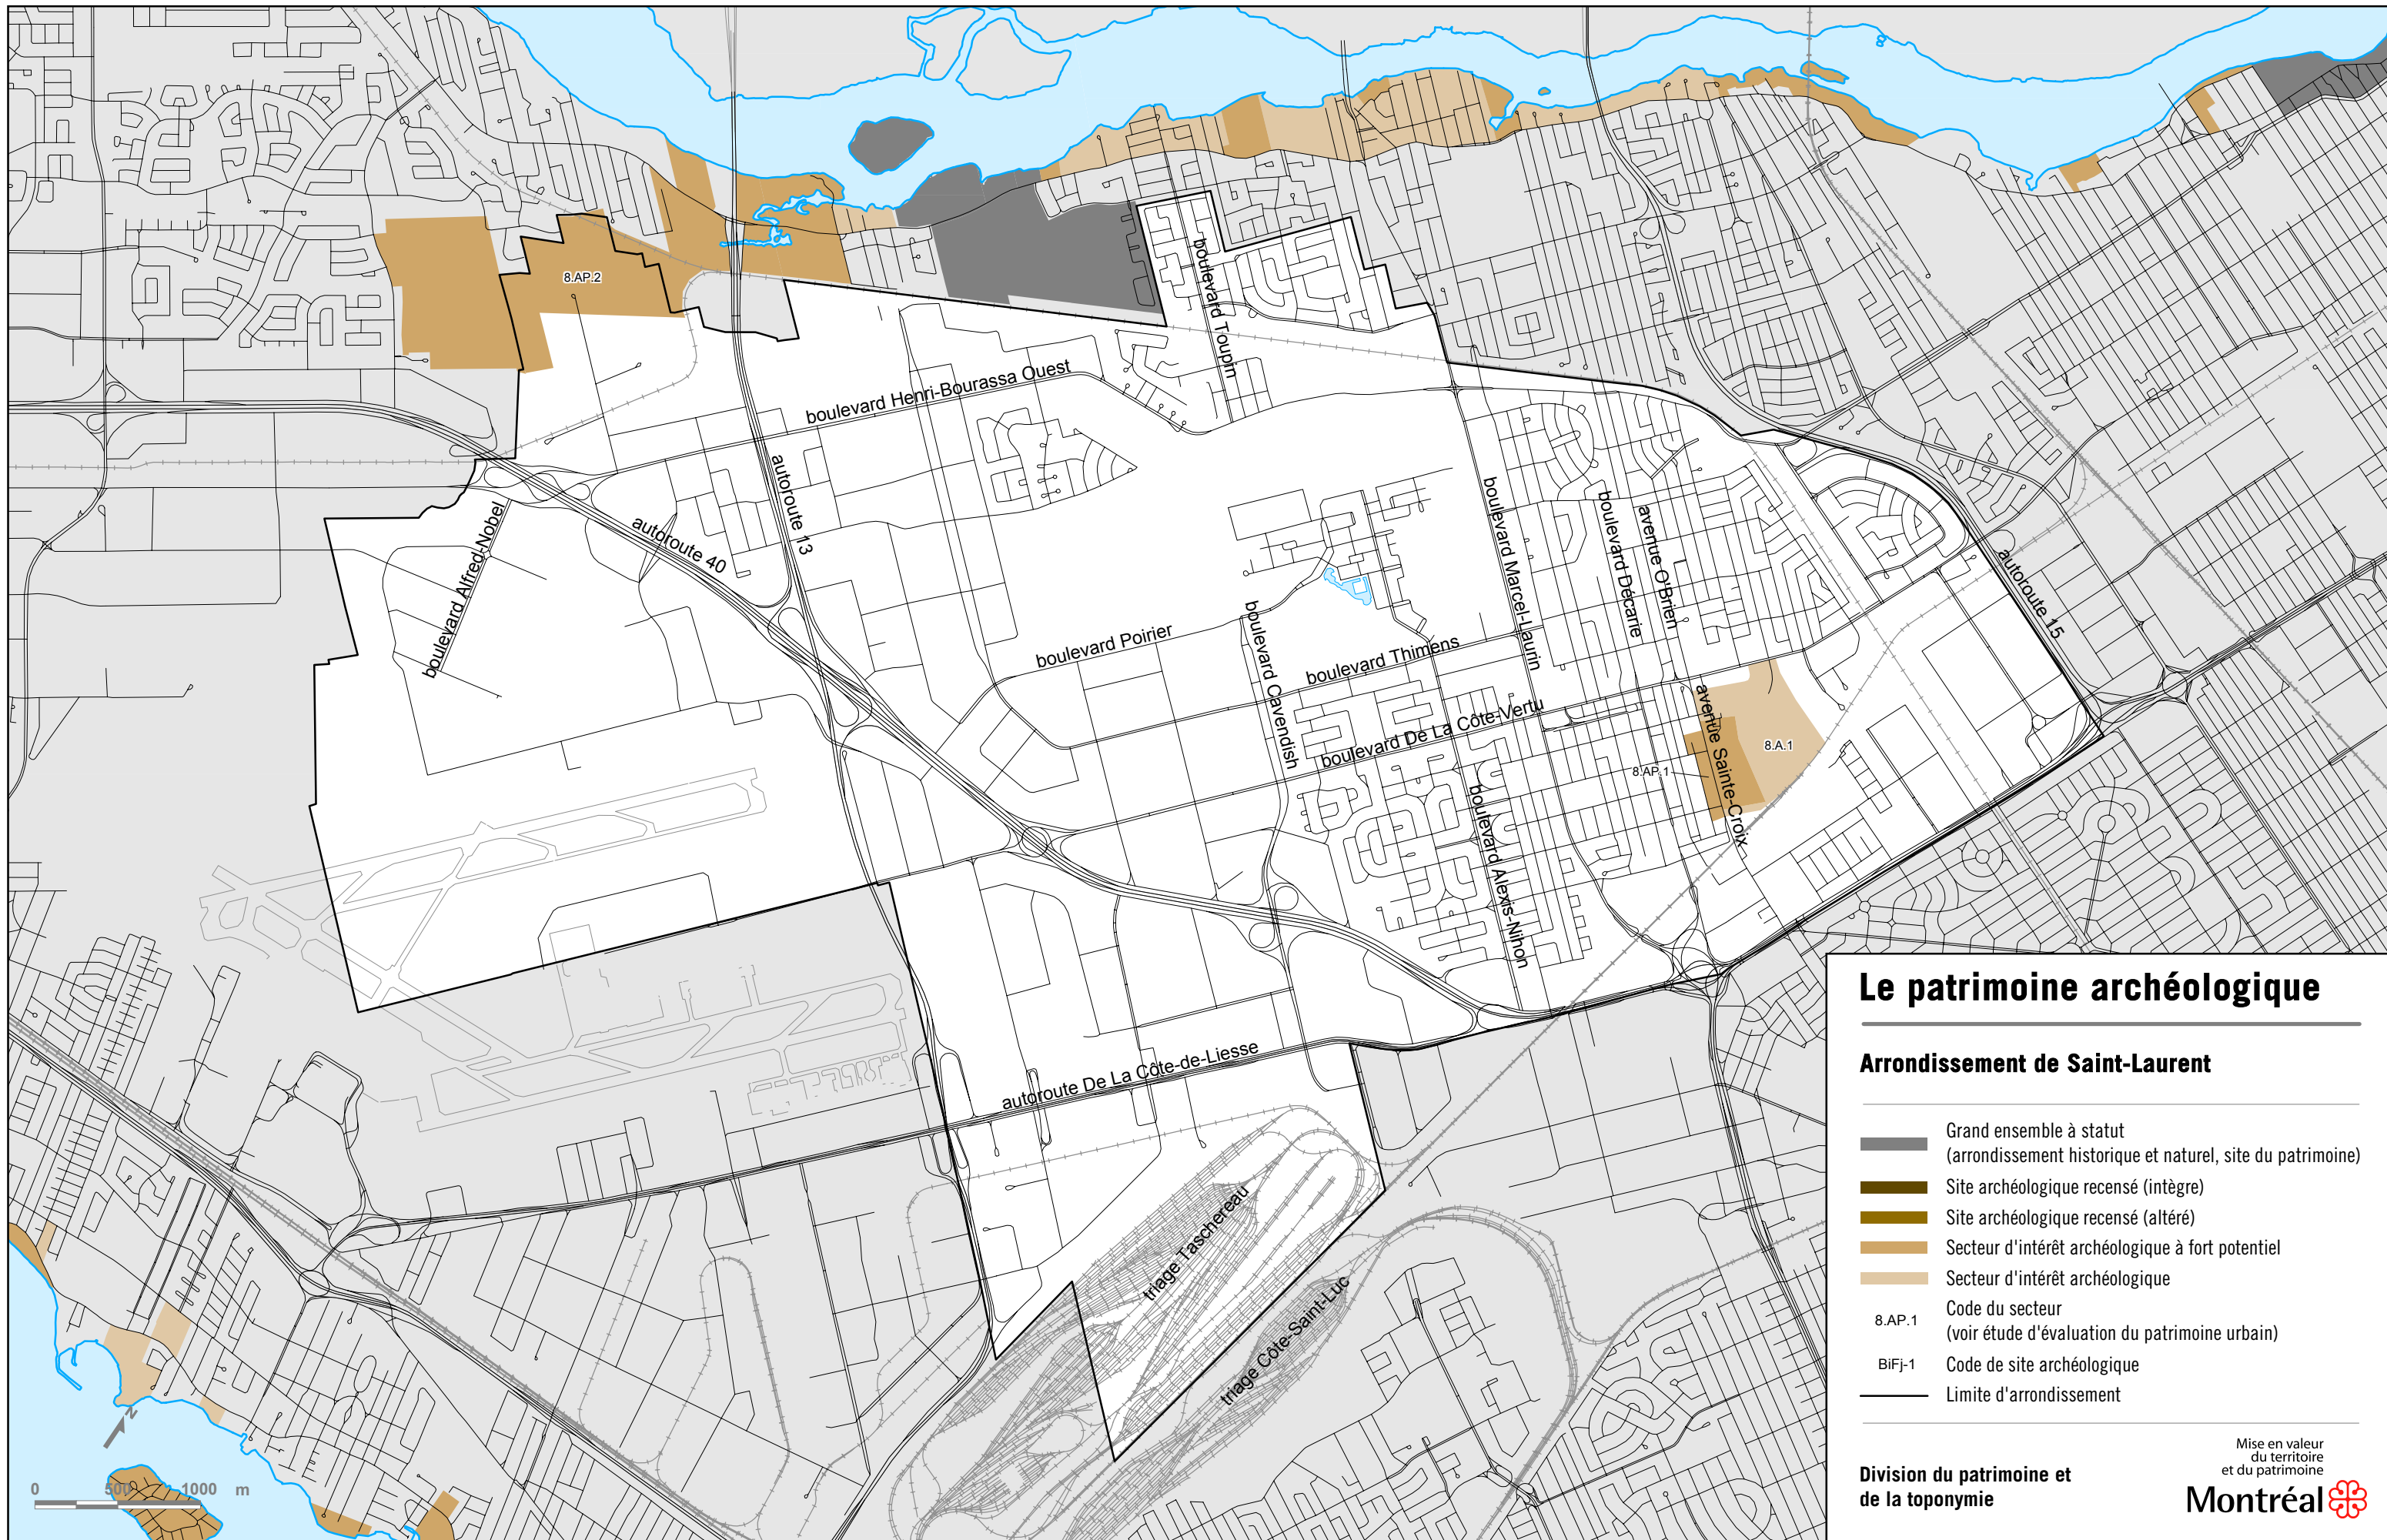 8.AP.2
boulevard Toupin
boulevard Henri-Bourassa Ouest
autoroute 13
autoroute 40
boulevard Alfred-Nobel
boulevard Marcel-Laurin
boulevard Décarie
avenue O'Brien
autoroute 15
boulevard Poirier
boulevard Cavendish
boulevard Thimens
boulevard De La Côte-Vertu
avenue Sainte-Croix
8.A.1
8.AP.1
boulevard Alexis-Nihon
autoroute De La Côte-de-Liesse
triage Taschereau
triage Côte-Saint-Luc
N
0 500 1000 m
Le patrimoine archéologique
Arrondissement de Saint-Laurent
Grand ensemble à statut
(arrondissement historique et naturel, site du patrimoine)
Site archéologique recensé (intègre)
Site archéologique recensé (altéré)
Secteur d'intérêt archéologique à fort potentiel
Secteur d'intérêt archéologique
8.AP.1 Code du secteur
(voir étude d'évaluation du patrimoine urbain)
BiFj-1 Code de site archéologique
Limite d'arrondissement
Division du patrimoine et
de la toponymie
Mise en valeur
du territoire
et du patrimoine
Montréal